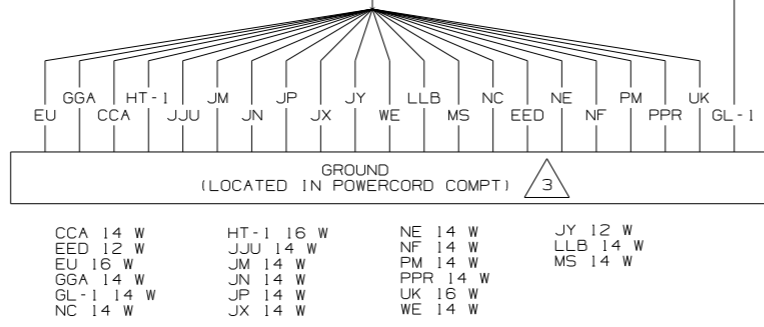 GGA HT-1 JM JP JY LLB NC NE PM UK
EU CCA JJU JN JX WE MS EED NF PPR GL-1
GROUND
(LOCATED IN POWERCORD COMPT) 3
CCA 14 W HT-1 16 W NE 14 W JY 12 W
EED 12 W JJU 14 W NF 14 W LLB 14 W
EU 16 W JM 14 W PM 14 W MS 14 W
GGA 14 W JN 14 W PPR 14 W
GL-1 14 W JP 14 W UK 16 W
NC 14 W JX 14 W WE 14 W